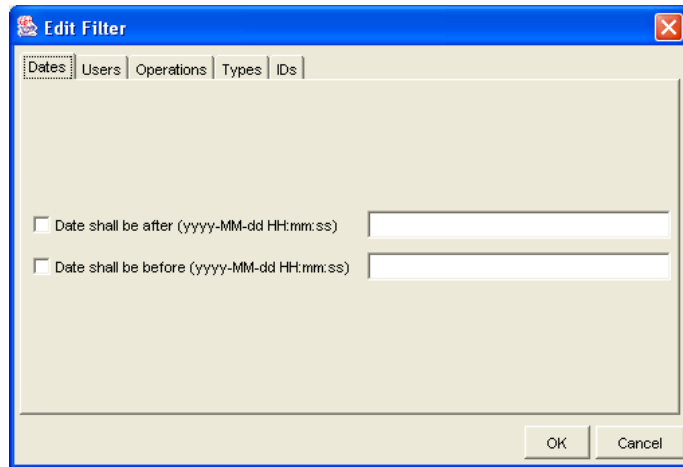 Edit Filter
Dates Users Operations Types IDs
Date shall be after (yyyy-MM-dd HH:mm:ss)
Date shall be before (yyyy-MM-dd HH:mm:ss)
OK Cancel